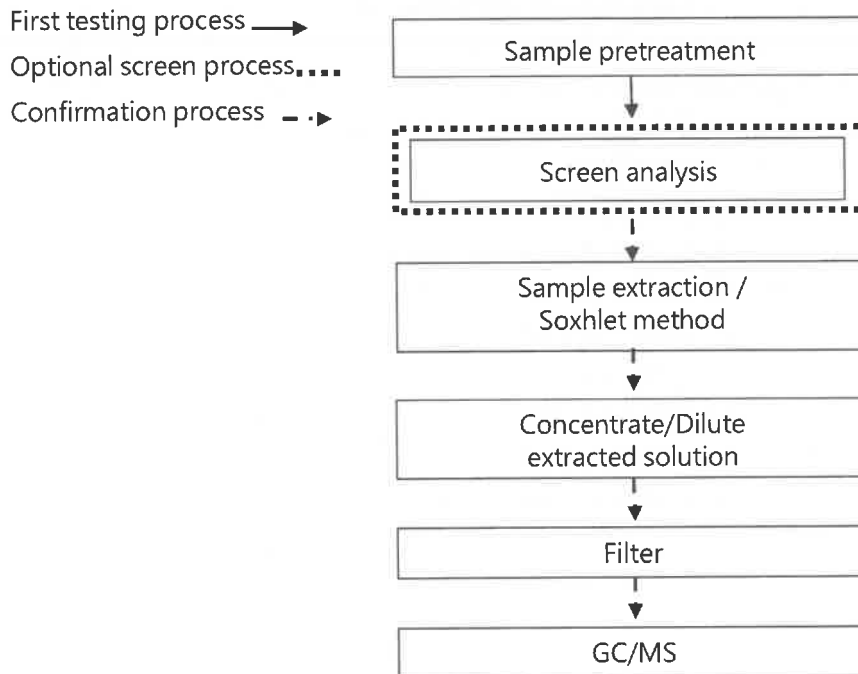 First testing process
Optional screen process
Confirmation process
Sample pretreatment
Screen analysis
Sample extraction /
Soxhlet method
Concentrate/Dilute
extracted solution
Filter
GC/MS